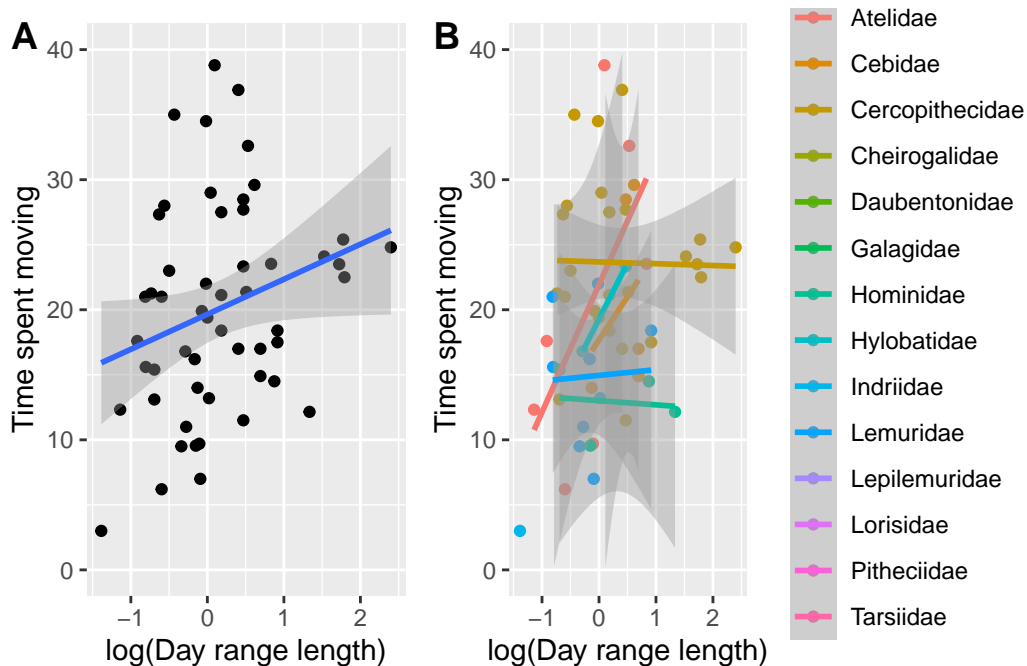 A
B
Time spent moving
40
30
20
10
0
−1
0
1
2
log(Day range length)
Time spent moving
40
30
20
10
0
−1
0
1
2
log(Day range length)
Atelidae
Cebidae
Cercopithecidae
Cheirogalidae
Daubentonidae
Galagidae
Hominidae
Hylobatidae
Indriidae
Lemuridae
Lepilemuridae
Lorisidae
Pitheciidae
Tarsiidae